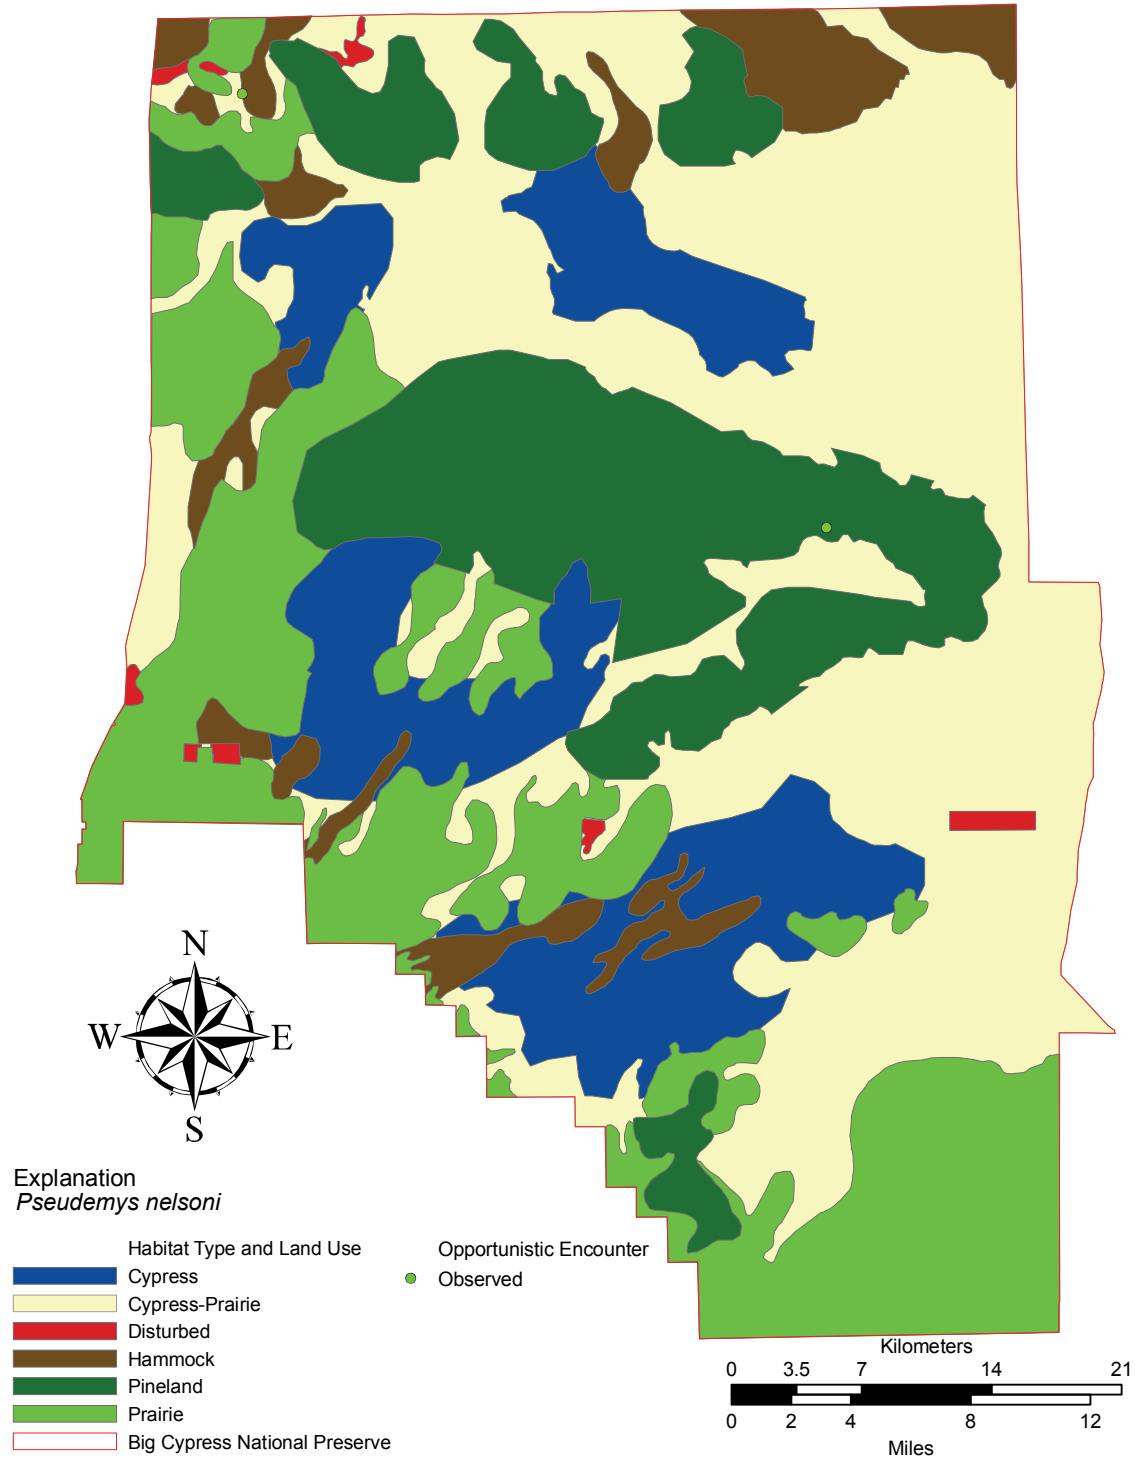 N
W E
S
Explanation
Pseudemys nelsoni
Habitat Type and Land Use
Cypress
Cypress-Prairie
Disturbed
Hammock
Pineland
Prairie
Big Cypress National Preserve
Opportunistic Encounter
Observed
Kilometers
0 3.5 7 14 21
0 2 4 8 12
Miles